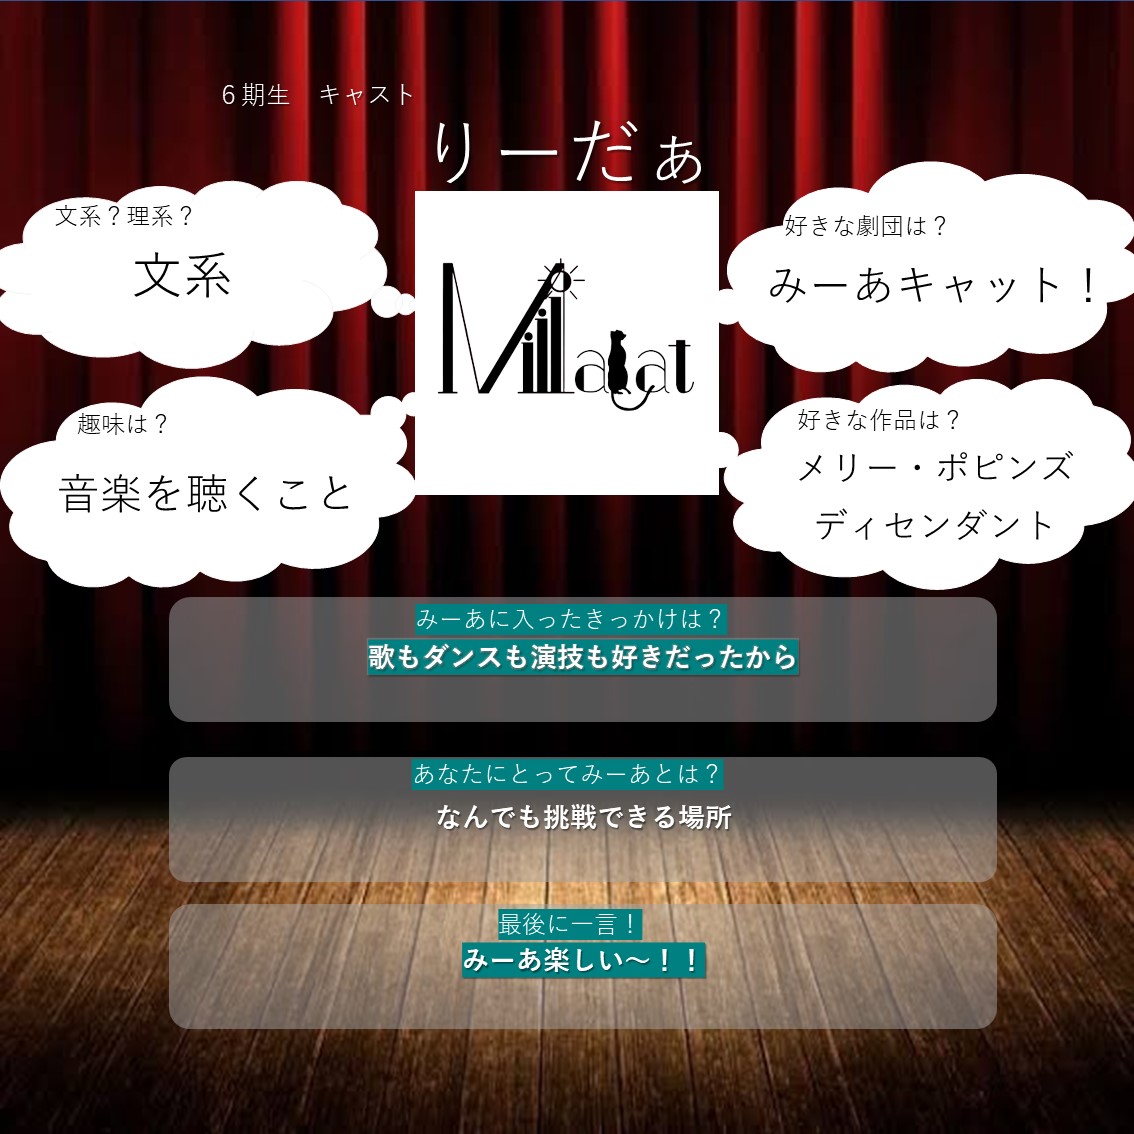 6期生　キャスト
りーだぁ
文系？理系？
文系
好きな劇団は？
みーあキャット！
趣味は？
音楽を聴くこと
好きな作品は？
メリー・ポピンズ
ディセンダント
みーあに入ったきっかけは？
歌もダンスも演技も好きだったから
あなたにとってみーあとは？
なんでも挑戦できる場所
最後に一言！
みーあ楽しい～！！